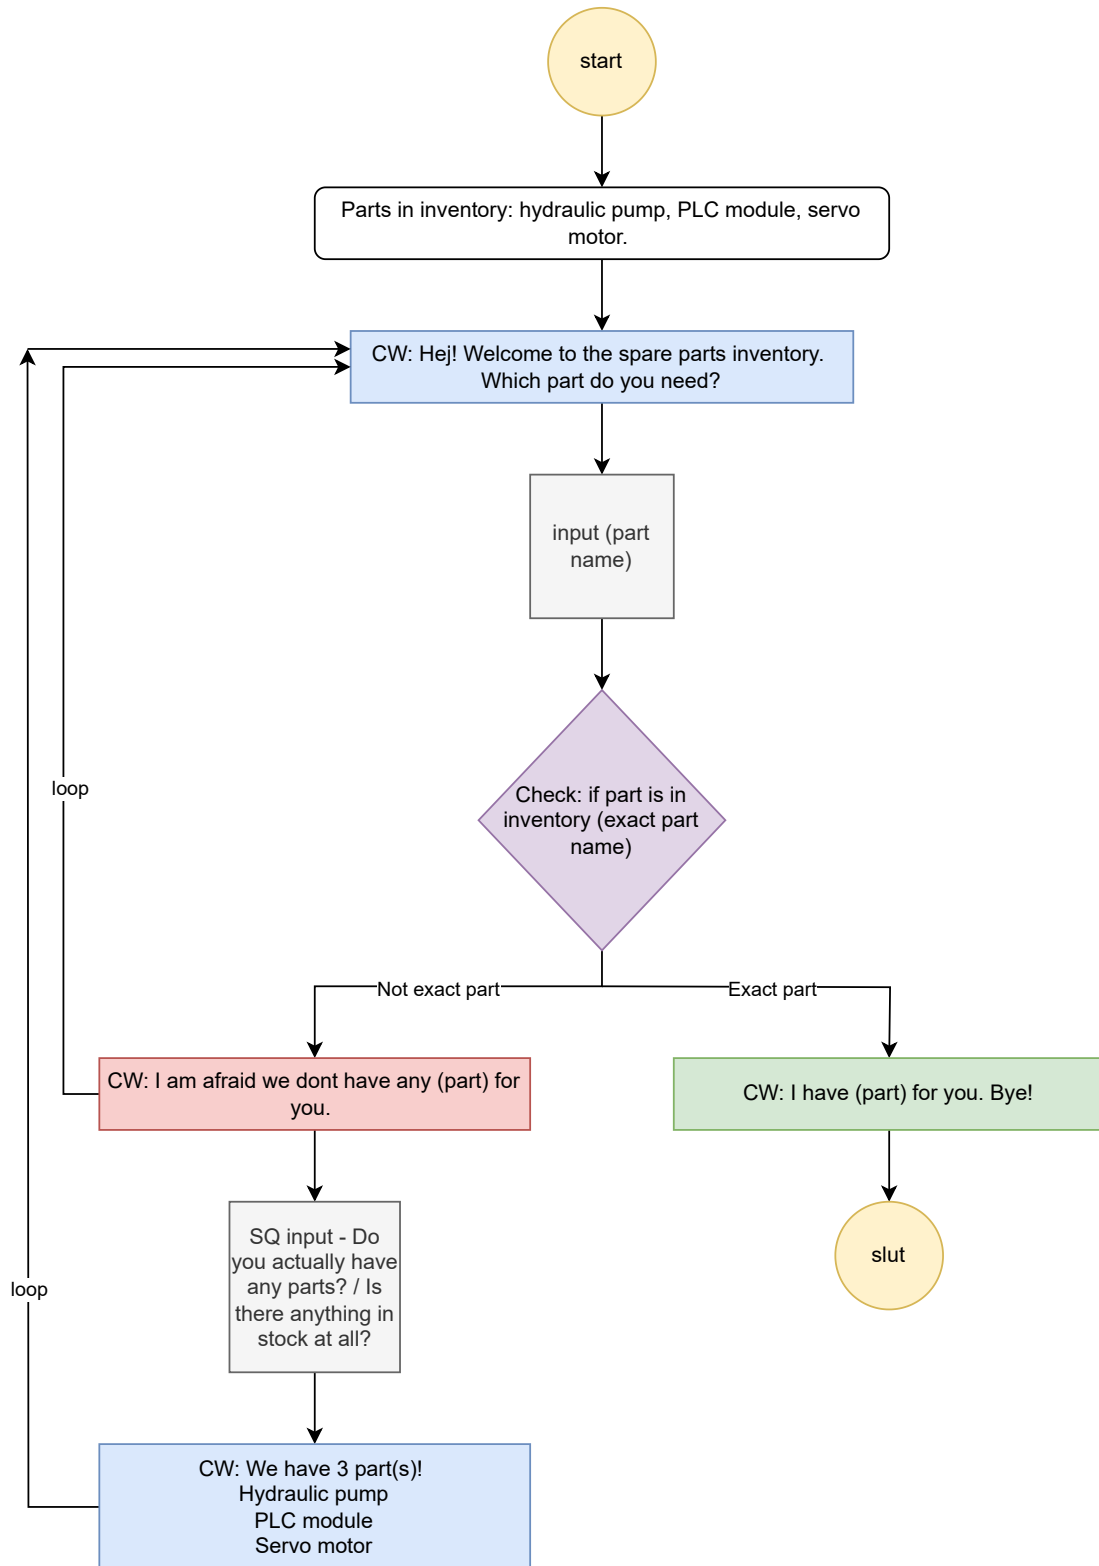 start
Parts in inventory: hydraulic pump, PLC module, servo
motor.
CW: Hej! Welcome to the spare parts inventory.
Which part do you need?
input (part
name)
loop
Check: if part is in
inventory (exact part
name)
Not exact part
Exact part
CW: I am afraid we dont have any (part) for
you.
CW: I have (part) for you. Bye!
SQ input - Do
you actually have
any parts? / Is
there anything in
stock at all?
slut
loop
CW: We have 3 part(s)!
Hydraulic pump
PLC module
Servo motor